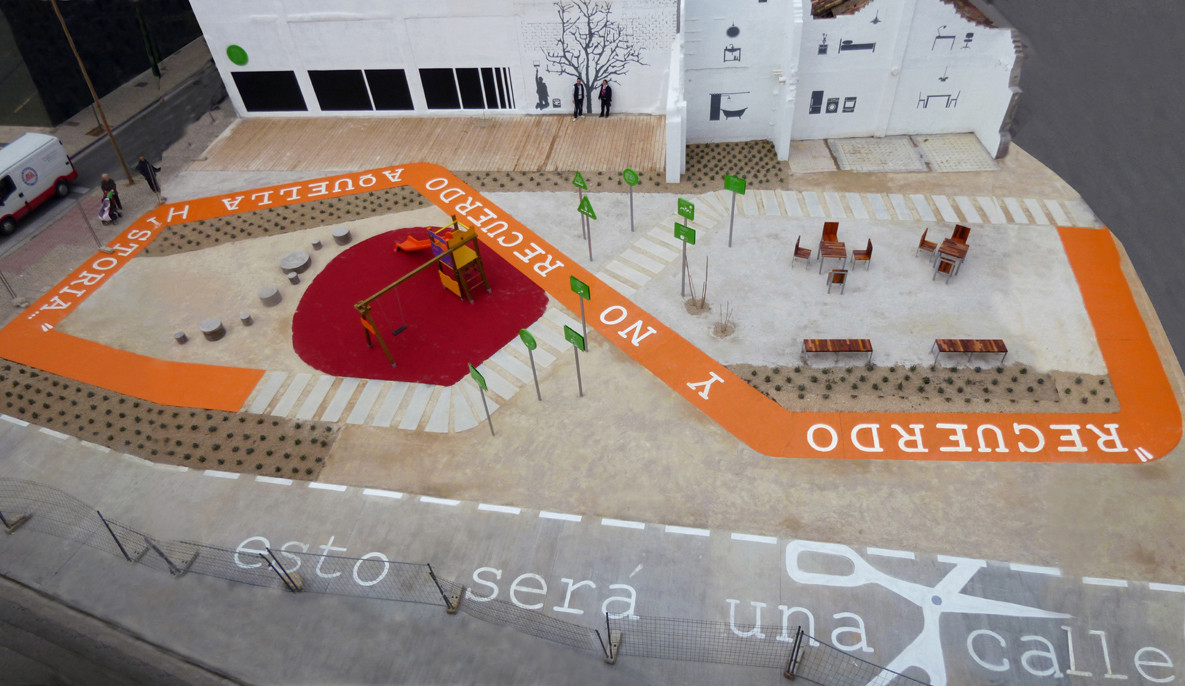 "RECUERDO
Y NO RECUERDO
AQUELLA HISTORIA..."
esto será una calle